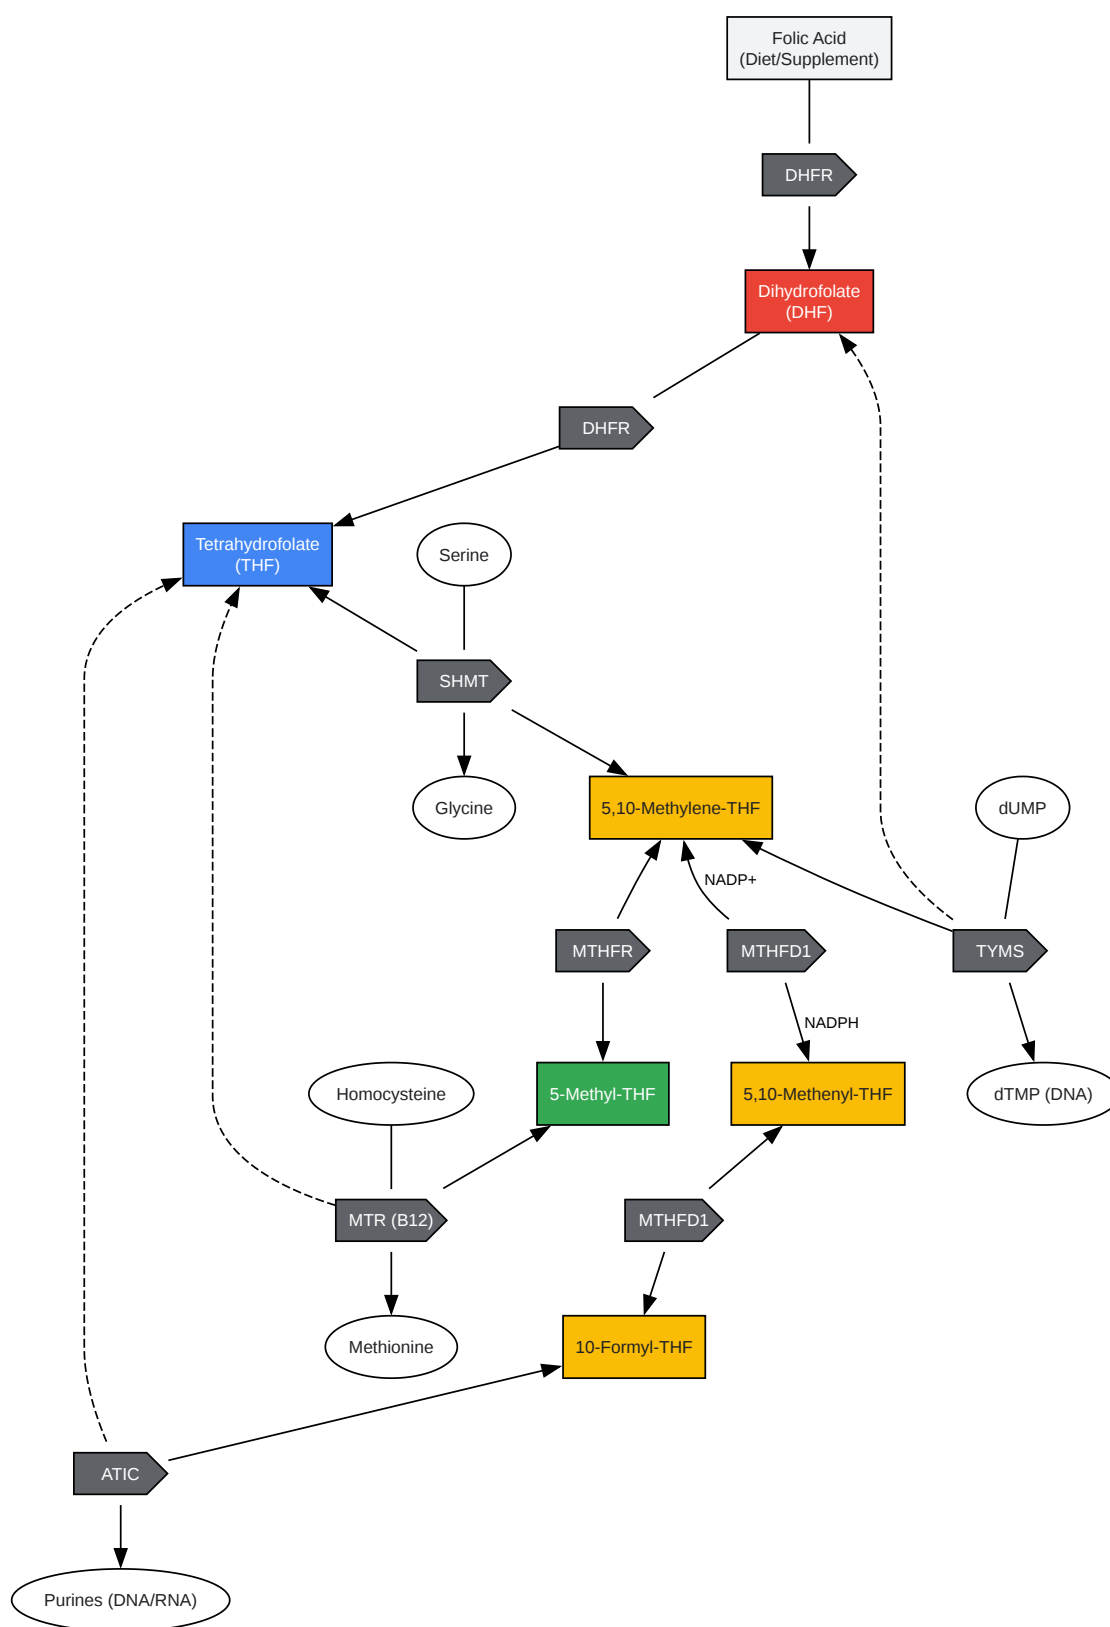 Folic Acid
(Diet/Supplement)
DHFR
Dihydrofolate
(DHF)
DHFR
Tetrahydrofolate
(THF)
Serine
SHMT
Glycine
5,10-Methylene-THF
dUMP
NADP+
MTHFR
MTHFD1
TYMS
NADPH
Homocysteine
5-Methyl-THF
5,10-Methenyl-THF
dTMP (DNA)
MTR (B12)
MTHFD1
Methionine
10-Formyl-THF
ATIC
Purines (DNA/RNA)